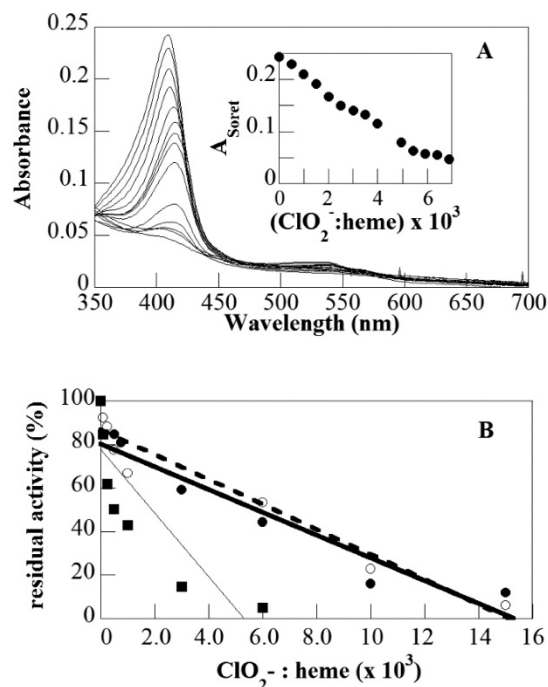 A
0.25
0.2
0.15
0.1
0.05
0
Absorbance
350 400 450 500 550 600 650 700
Wavelength (nm)
0.2
0.1
0
A_Soret
0 2 4 6
(ClO₂⁻:heme) x 10³
B
100
80
60
40
20
0
residual activity (%)
0 2.0 4.0 6.0 8.0 10 12 14 16
ClO₂- : heme (x 10³)